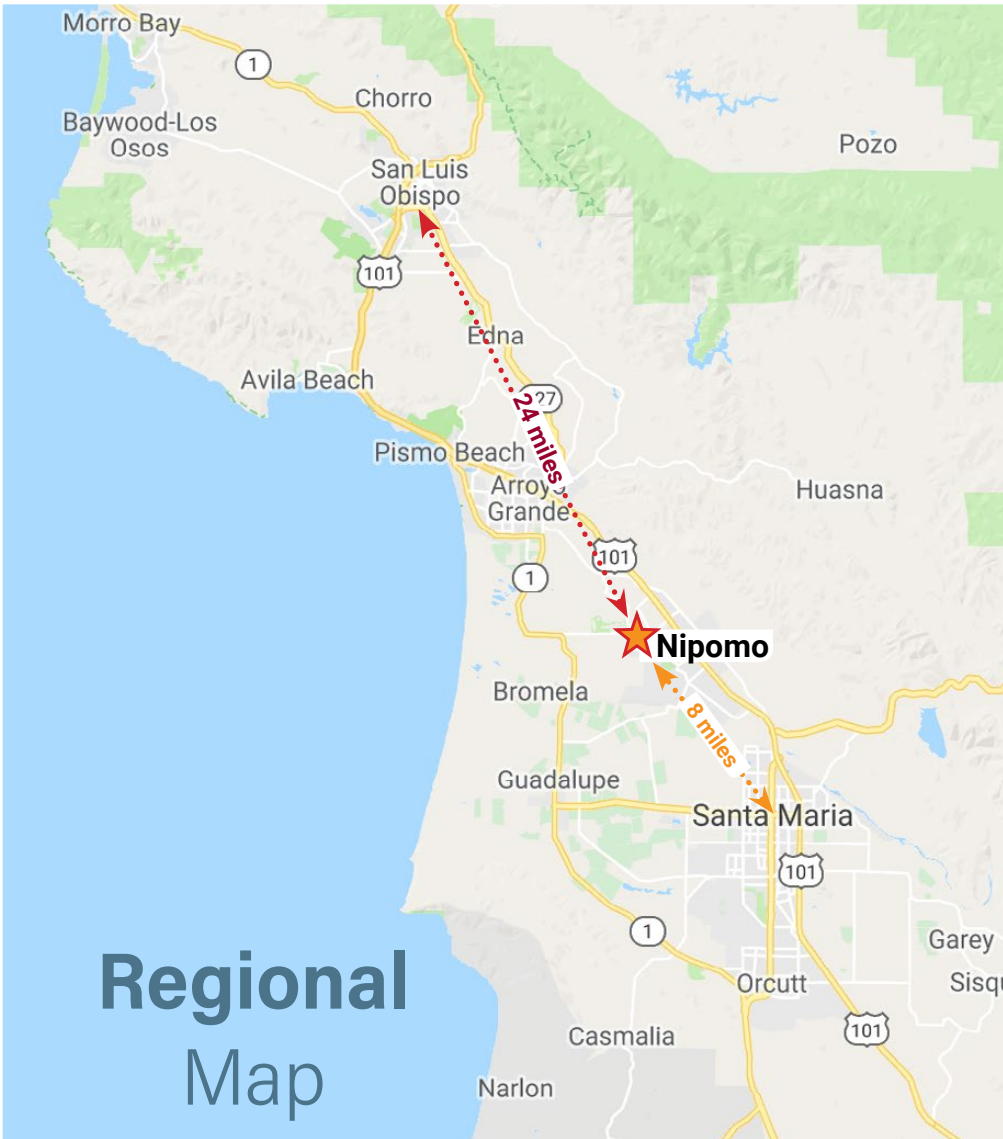 Morro Bay
1
Chorro
Baywood-Los
Osos
Pozo
San Luis
Obispo
101
Edna
Avila Beach
227
24 miles
Pismo Beach
Arroyo
Grande
Huasna
101
1
Nipomo
Bromela
8 miles
Guadalupe
Santa Maria
101
1
Garey
Orcutt
Sisqu
101
Casmalia
Narlon
Regional
Map